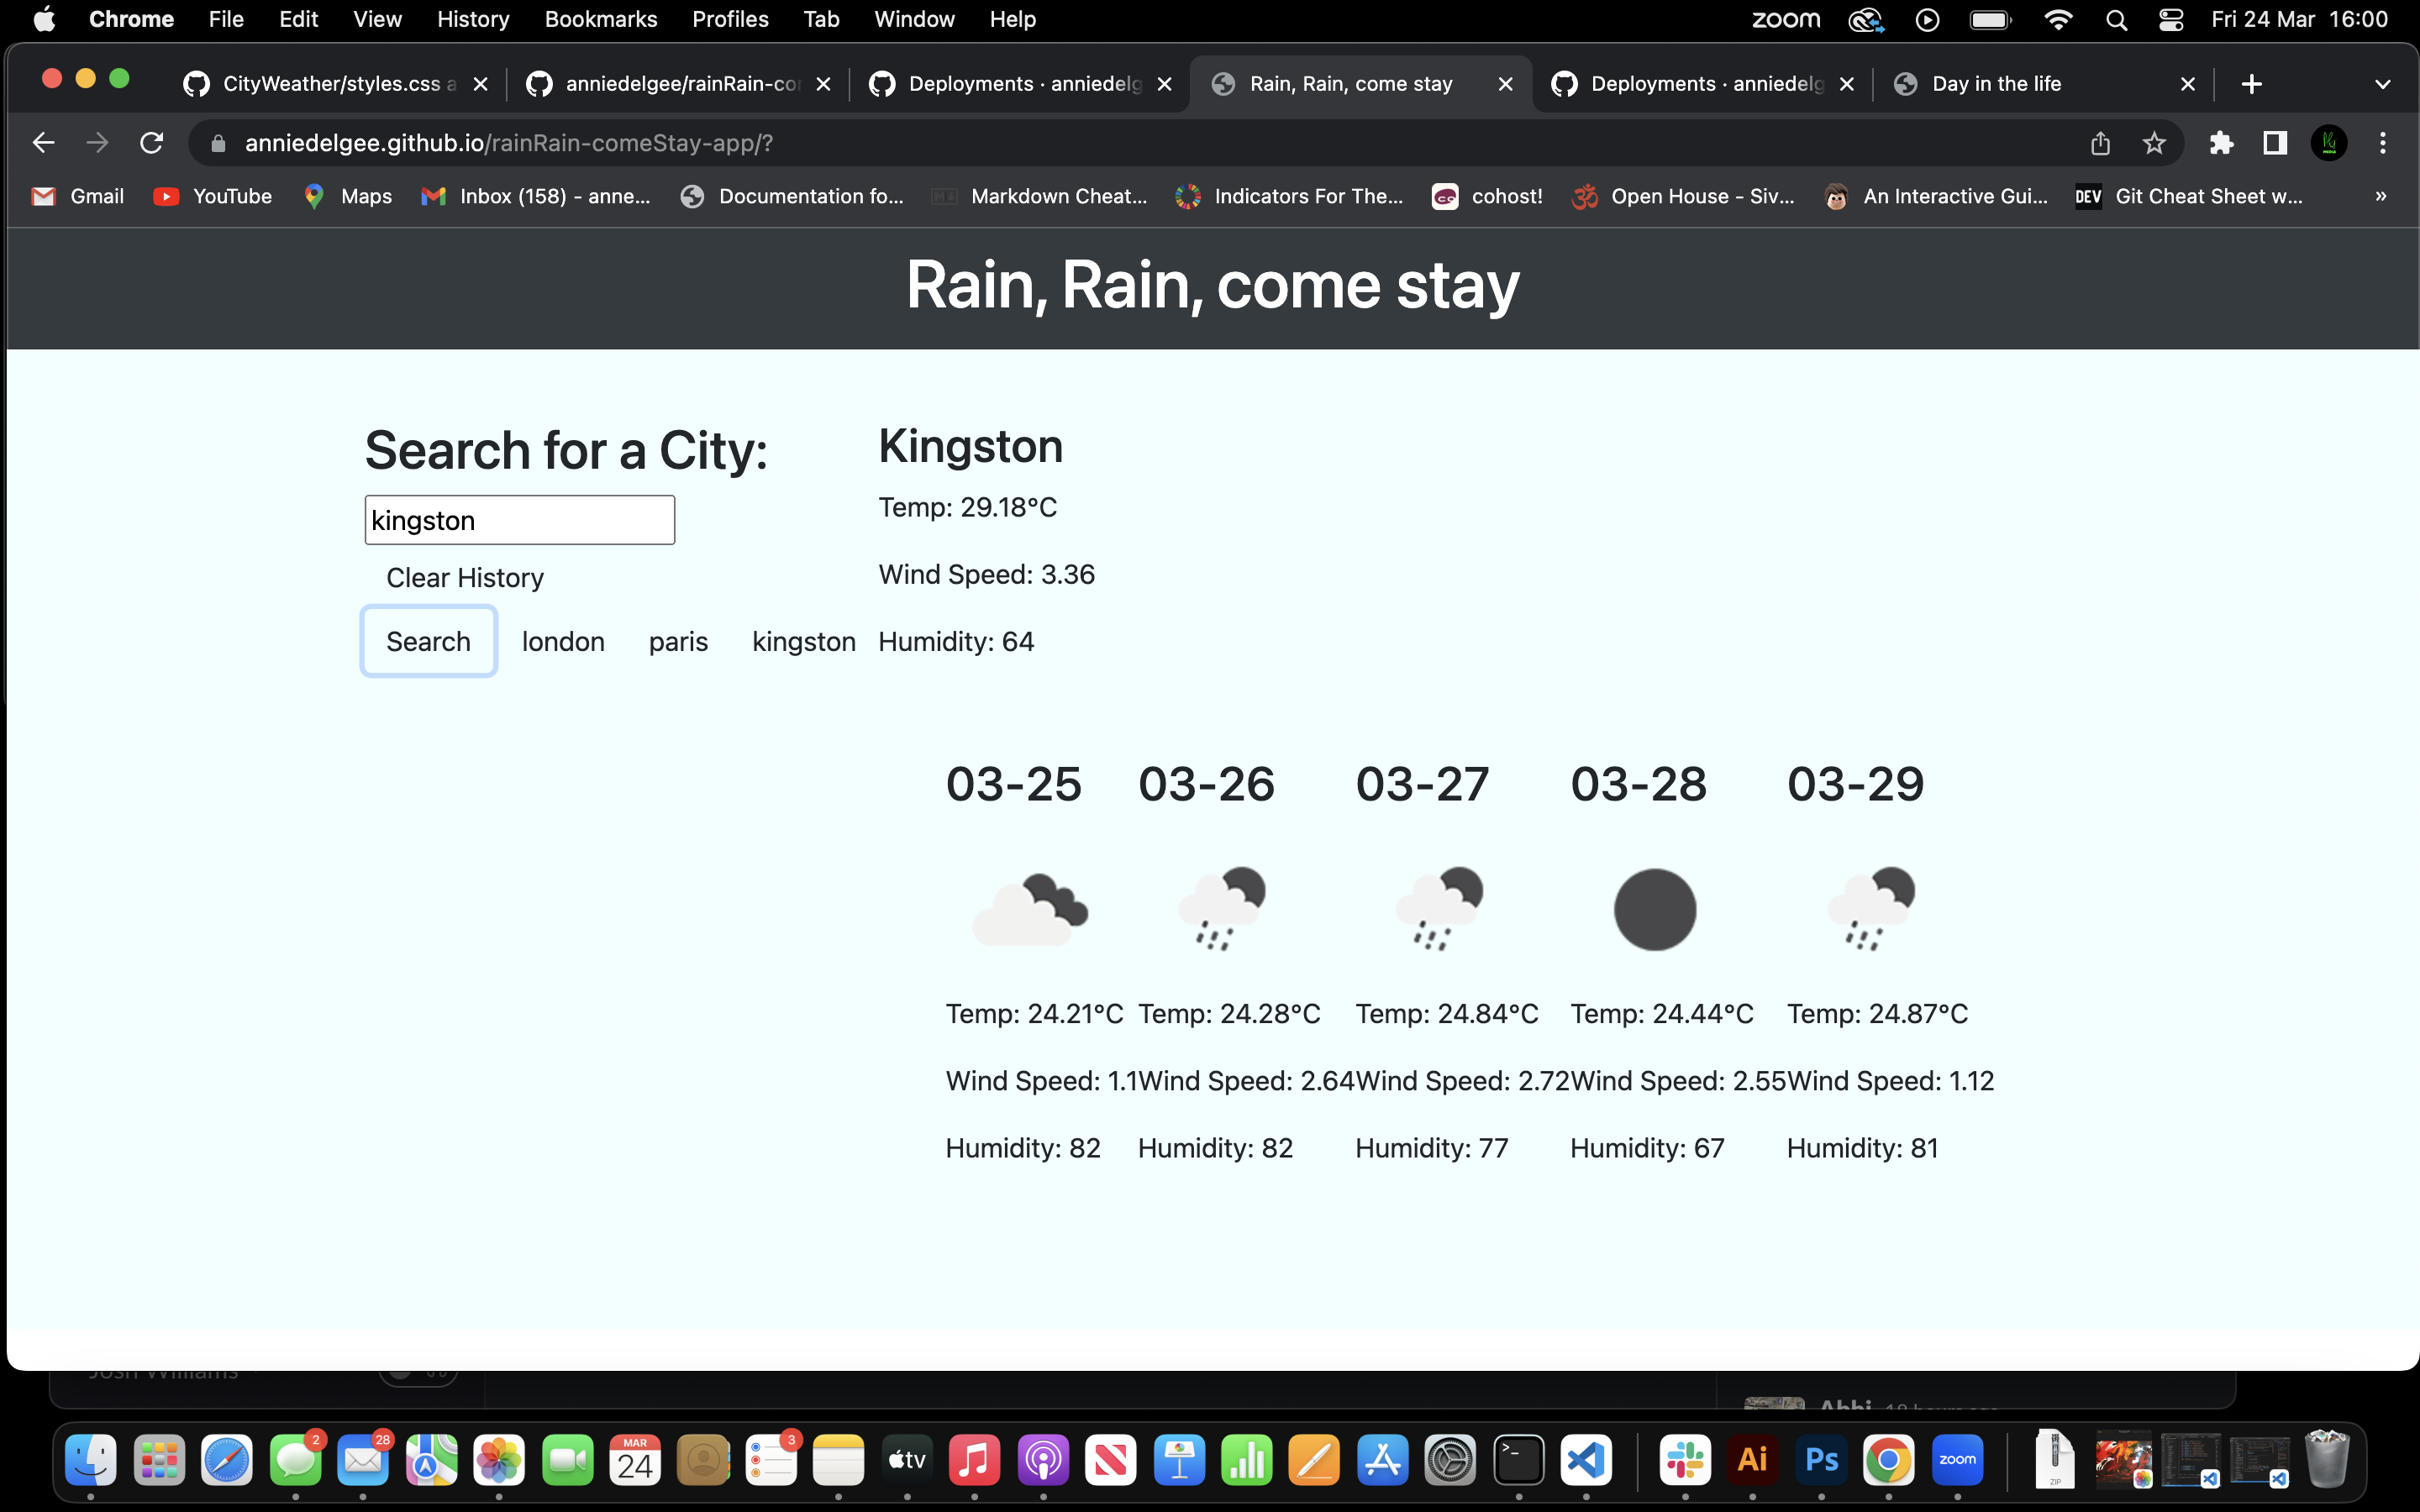 Chrome File Edit View History Bookmarks Profiles Tab Window Help zoom Fri 24 Mar 16:00
CityWeather/styles.css a anniedelgee/rainRain-cor Deployments · anniedelg Rain, Rain, come stay Deployments · anniedelg Day in the life
anniedelgee.github.io/rainRain-comeStay-app/?
Gmail YouTube Maps Inbox (158) - anne... Documentation fo... Markdown Cheat... Indicators For The... cohost! Open House - Siv... An Interactive Gui... DEV Git Cheat Sheet w... »
Rain, Rain, come stay
Search for a City:
kingston
Clear History
Search london paris kingston
Kingston
Temp: 29.18°C
Wind Speed: 3.36
Humidity: 64
03-25 03-26 03-27 03-28 03-29
Temp: 24.21°C Temp: 24.28°C Temp: 24.84°C Temp: 24.44°C Temp: 24.87°C
Wind Speed: 1.1 Wind Speed: 2.64 Wind Speed: 2.72 Wind Speed: 2.55 Wind Speed: 1.12
Humidity: 82 Humidity: 82 Humidity: 77 Humidity: 67 Humidity: 81
Josh Williams
2 28 MAR 24 3 tv Ai Ps zoom ZIP